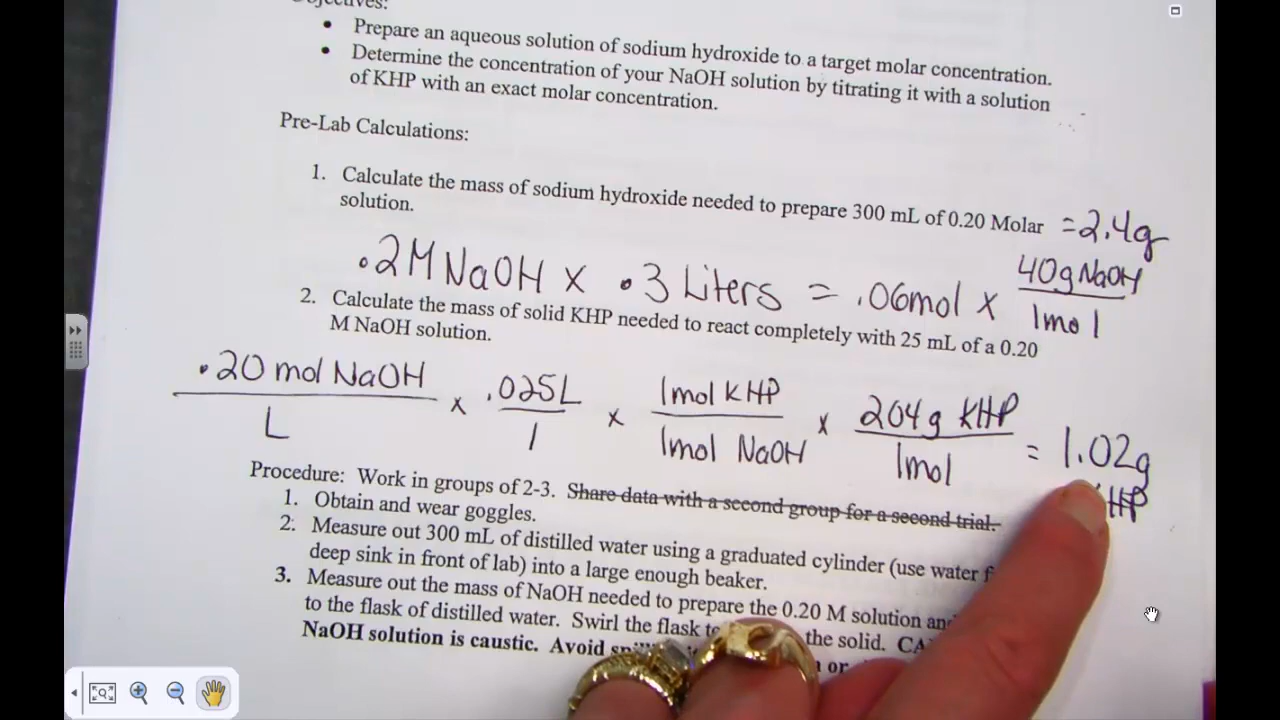 Prepare an aqueous solution of sodium hydroxide to a target molar concentration.
Determine the concentration of your NaOH solution by titrating it with a solution
of KHP with an exact molar concentration.
Pre-Lab Calculations:
1. Calculate the mass of sodium hydroxide needed to prepare 300 mL of 0.20 Molar =2.4g
solution.
.2M NaOH x .3 Liters = .06mol x 40g NaOH
1mol
2. Calculate the mass of solid KHP needed to react completely with 25 mL of a 0.20
M NaOH solution.
.20 mol NaOH x .025L x 1mol KHP x 204g KHP = 1.02g
L 1 1mol NaOH 1mol
Procedure: Work in groups of 2-3. Share data with a second group for a second trial.
1. Obtain and wear goggles.
2. Measure out 300 mL of distilled water using a graduated cylinder (use water
deep sink in front of lab) into a large enough beaker.
3. Measure out the mass of NaOH needed to prepare the 0.20 M solution and
to the flask of distilled water. Swirl the flask the solid.
NaOH solution is caustic. Avoid or